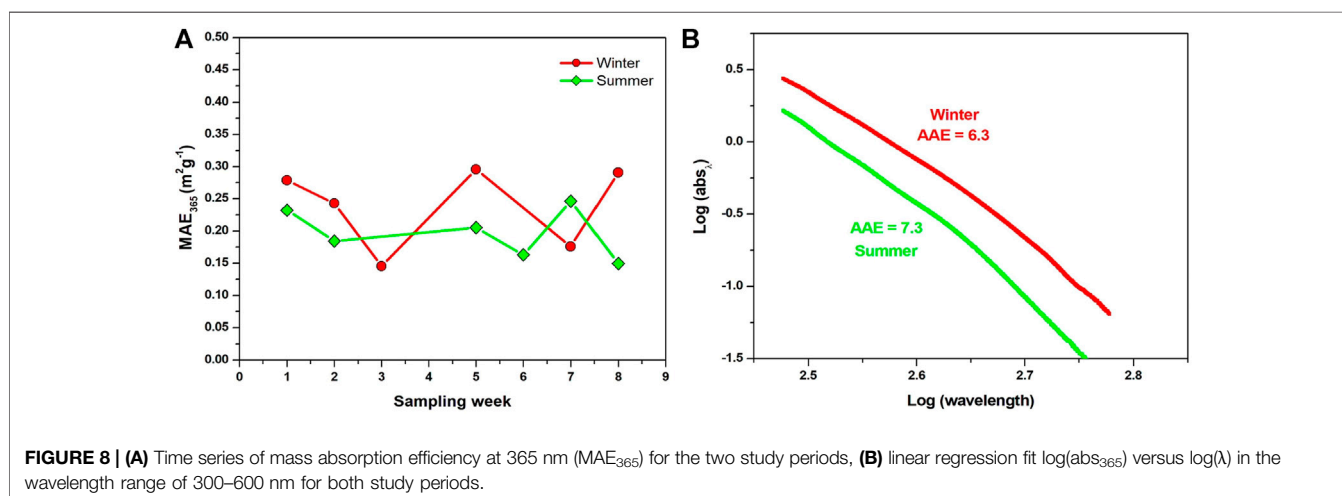 A
0.50
0.45
0.40
0.35
0.30
0.25
0.20
0.15
0.10
0.05
0.00
MAE₃₆₅ (m²g⁻¹)
Winter
Summer
0 1 2 3 4 5 6 7 8 9
Sampling week
B
0.5
0.0
-0.5
-1.0
-1.5
Log (absλ)
Winter
AAE = 6.3
AAE = 7.3
Summer
2.5 2.6 2.7 2.8
Log (wavelength)
FIGURE 8 | (A) Time series of mass absorption efficiency at 365 nm (MAE₃₆₅) for the two study periods, (B) linear regression fit log(abs₃₆₅) versus log(λ) in the
wavelength range of 300–600 nm for both study periods.